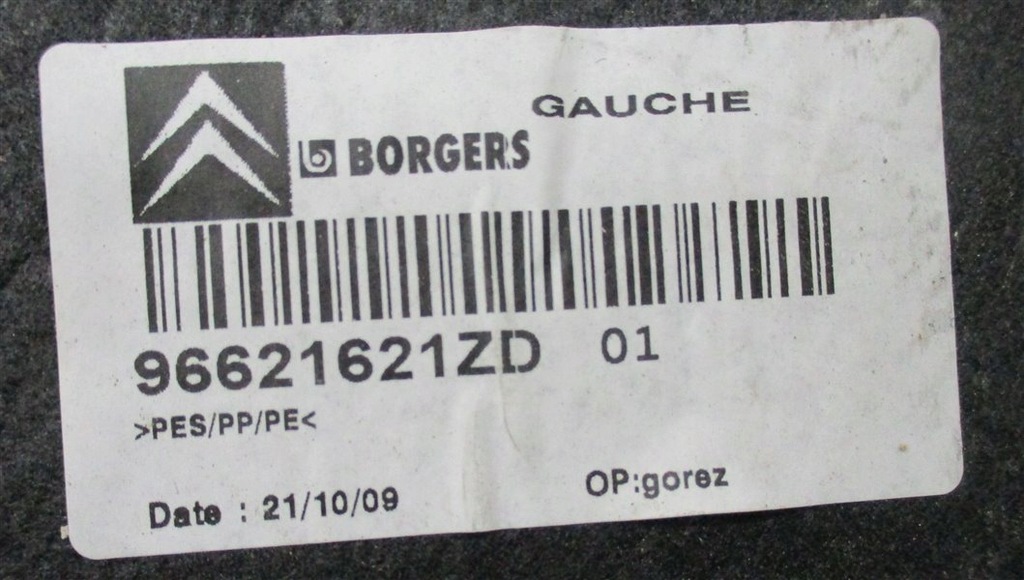 GAUCHE
BORGERS
96621621ZD 01
>PES/PP/PE<
Date : 21/10/09 OP:gorez